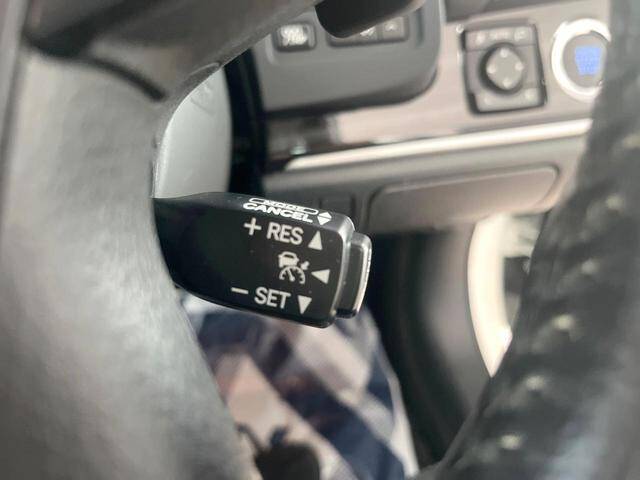 MODE
CANCEL
+ RES
- SET